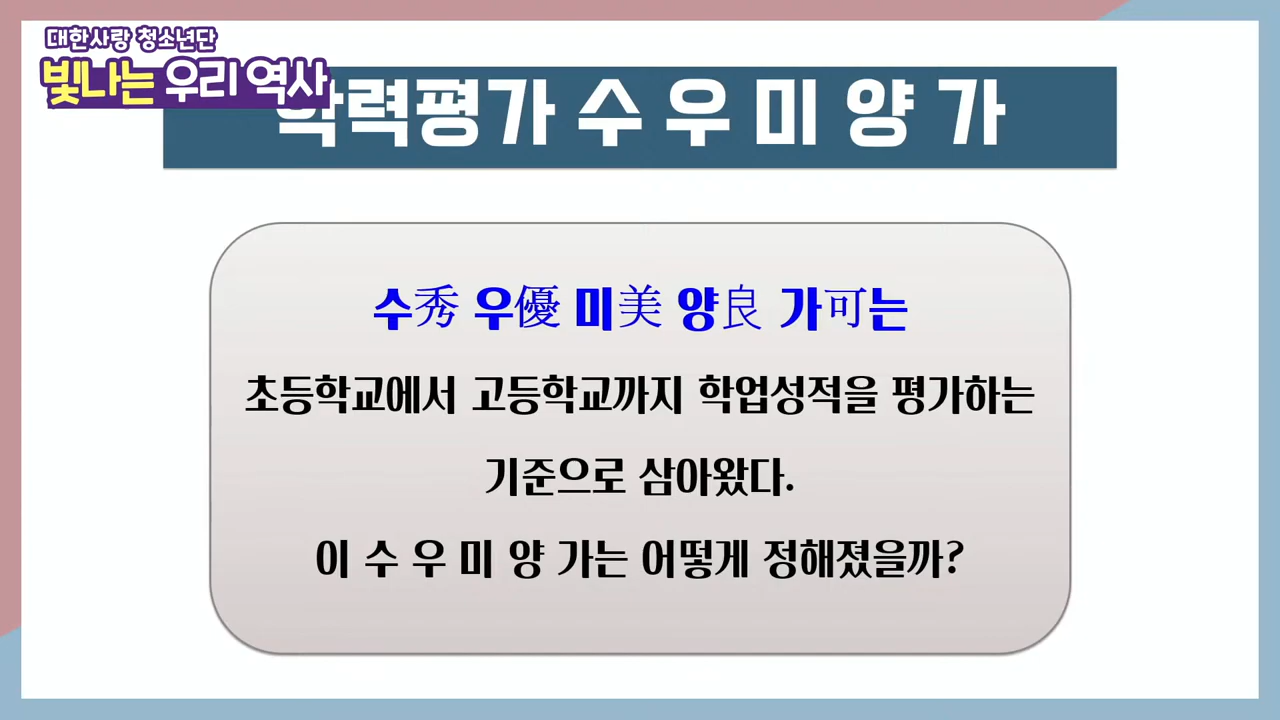 대한사랑 청소년단
빛나는 우리 역사
학력평가 수 우 미 양 가
수秀 우優 미美 양良 가可는
초등학교에서 고등학교까지 학업성적을 평가하는
기준으로 삼아왔다.
이 수 우 미 양 가는 어떻게 정해졌을까?